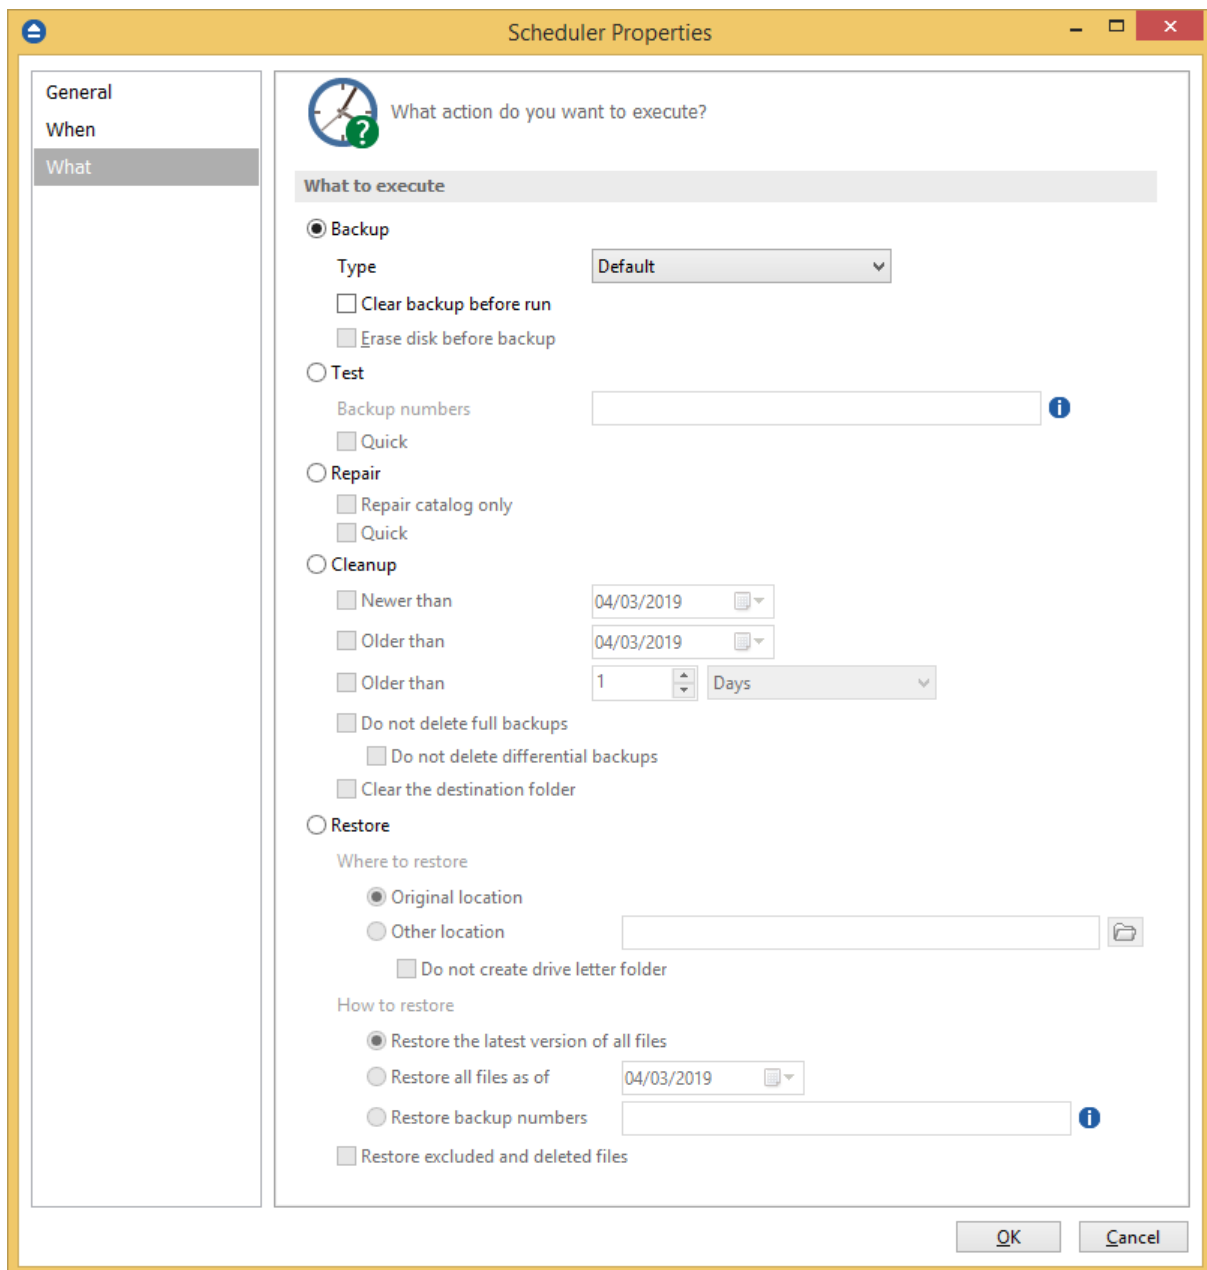 Scheduler Properties
General
When
What
What action do you want to execute?
What to execute
Backup
Type Default
Clear backup before run
Erase disk before backup
Test
Backup numbers
Quick
Repair
Repair catalog only
Quick
Cleanup
Newer than 04/03/2019
Older than 04/03/2019
Older than 1 Days
Do not delete full backups
Do not delete differential backups
Clear the destination folder
Restore
Where to restore
Original location
Other location
Do not create drive letter folder
How to restore
Restore the latest version of all files
Restore all files as of 04/03/2019
Restore backup numbers
Restore excluded and deleted files
OK Cancel